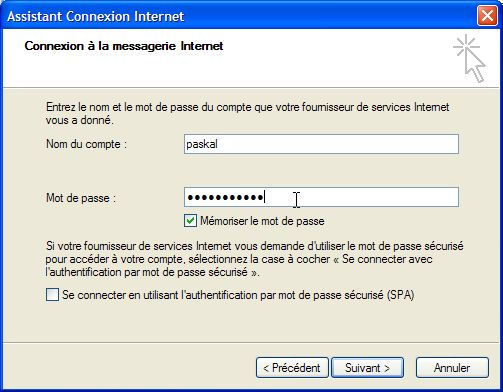 Assistant Connexion Internet
Connexion à la messagerie Internet
Entrez le nom et le mot de passe du compte que votre fournisseur de services Internet
vous a donné.
Nom du compte :
paskal
Mot de passe :
●●●●●●●●●●●
Mémoriser le mot de passe
Si votre fournisseur de services Internet vous demande d'utiliser le mot de passe sécurisé
pour accéder à votre compte, sélectionnez la case à cocher « Se connecter avec
l'authentification par mot de passe sécurisé ».
Se connecter en utilisant l'authentification par mot de passe sécurisé (SPA)
< Précédent
Suivant >
Annuler